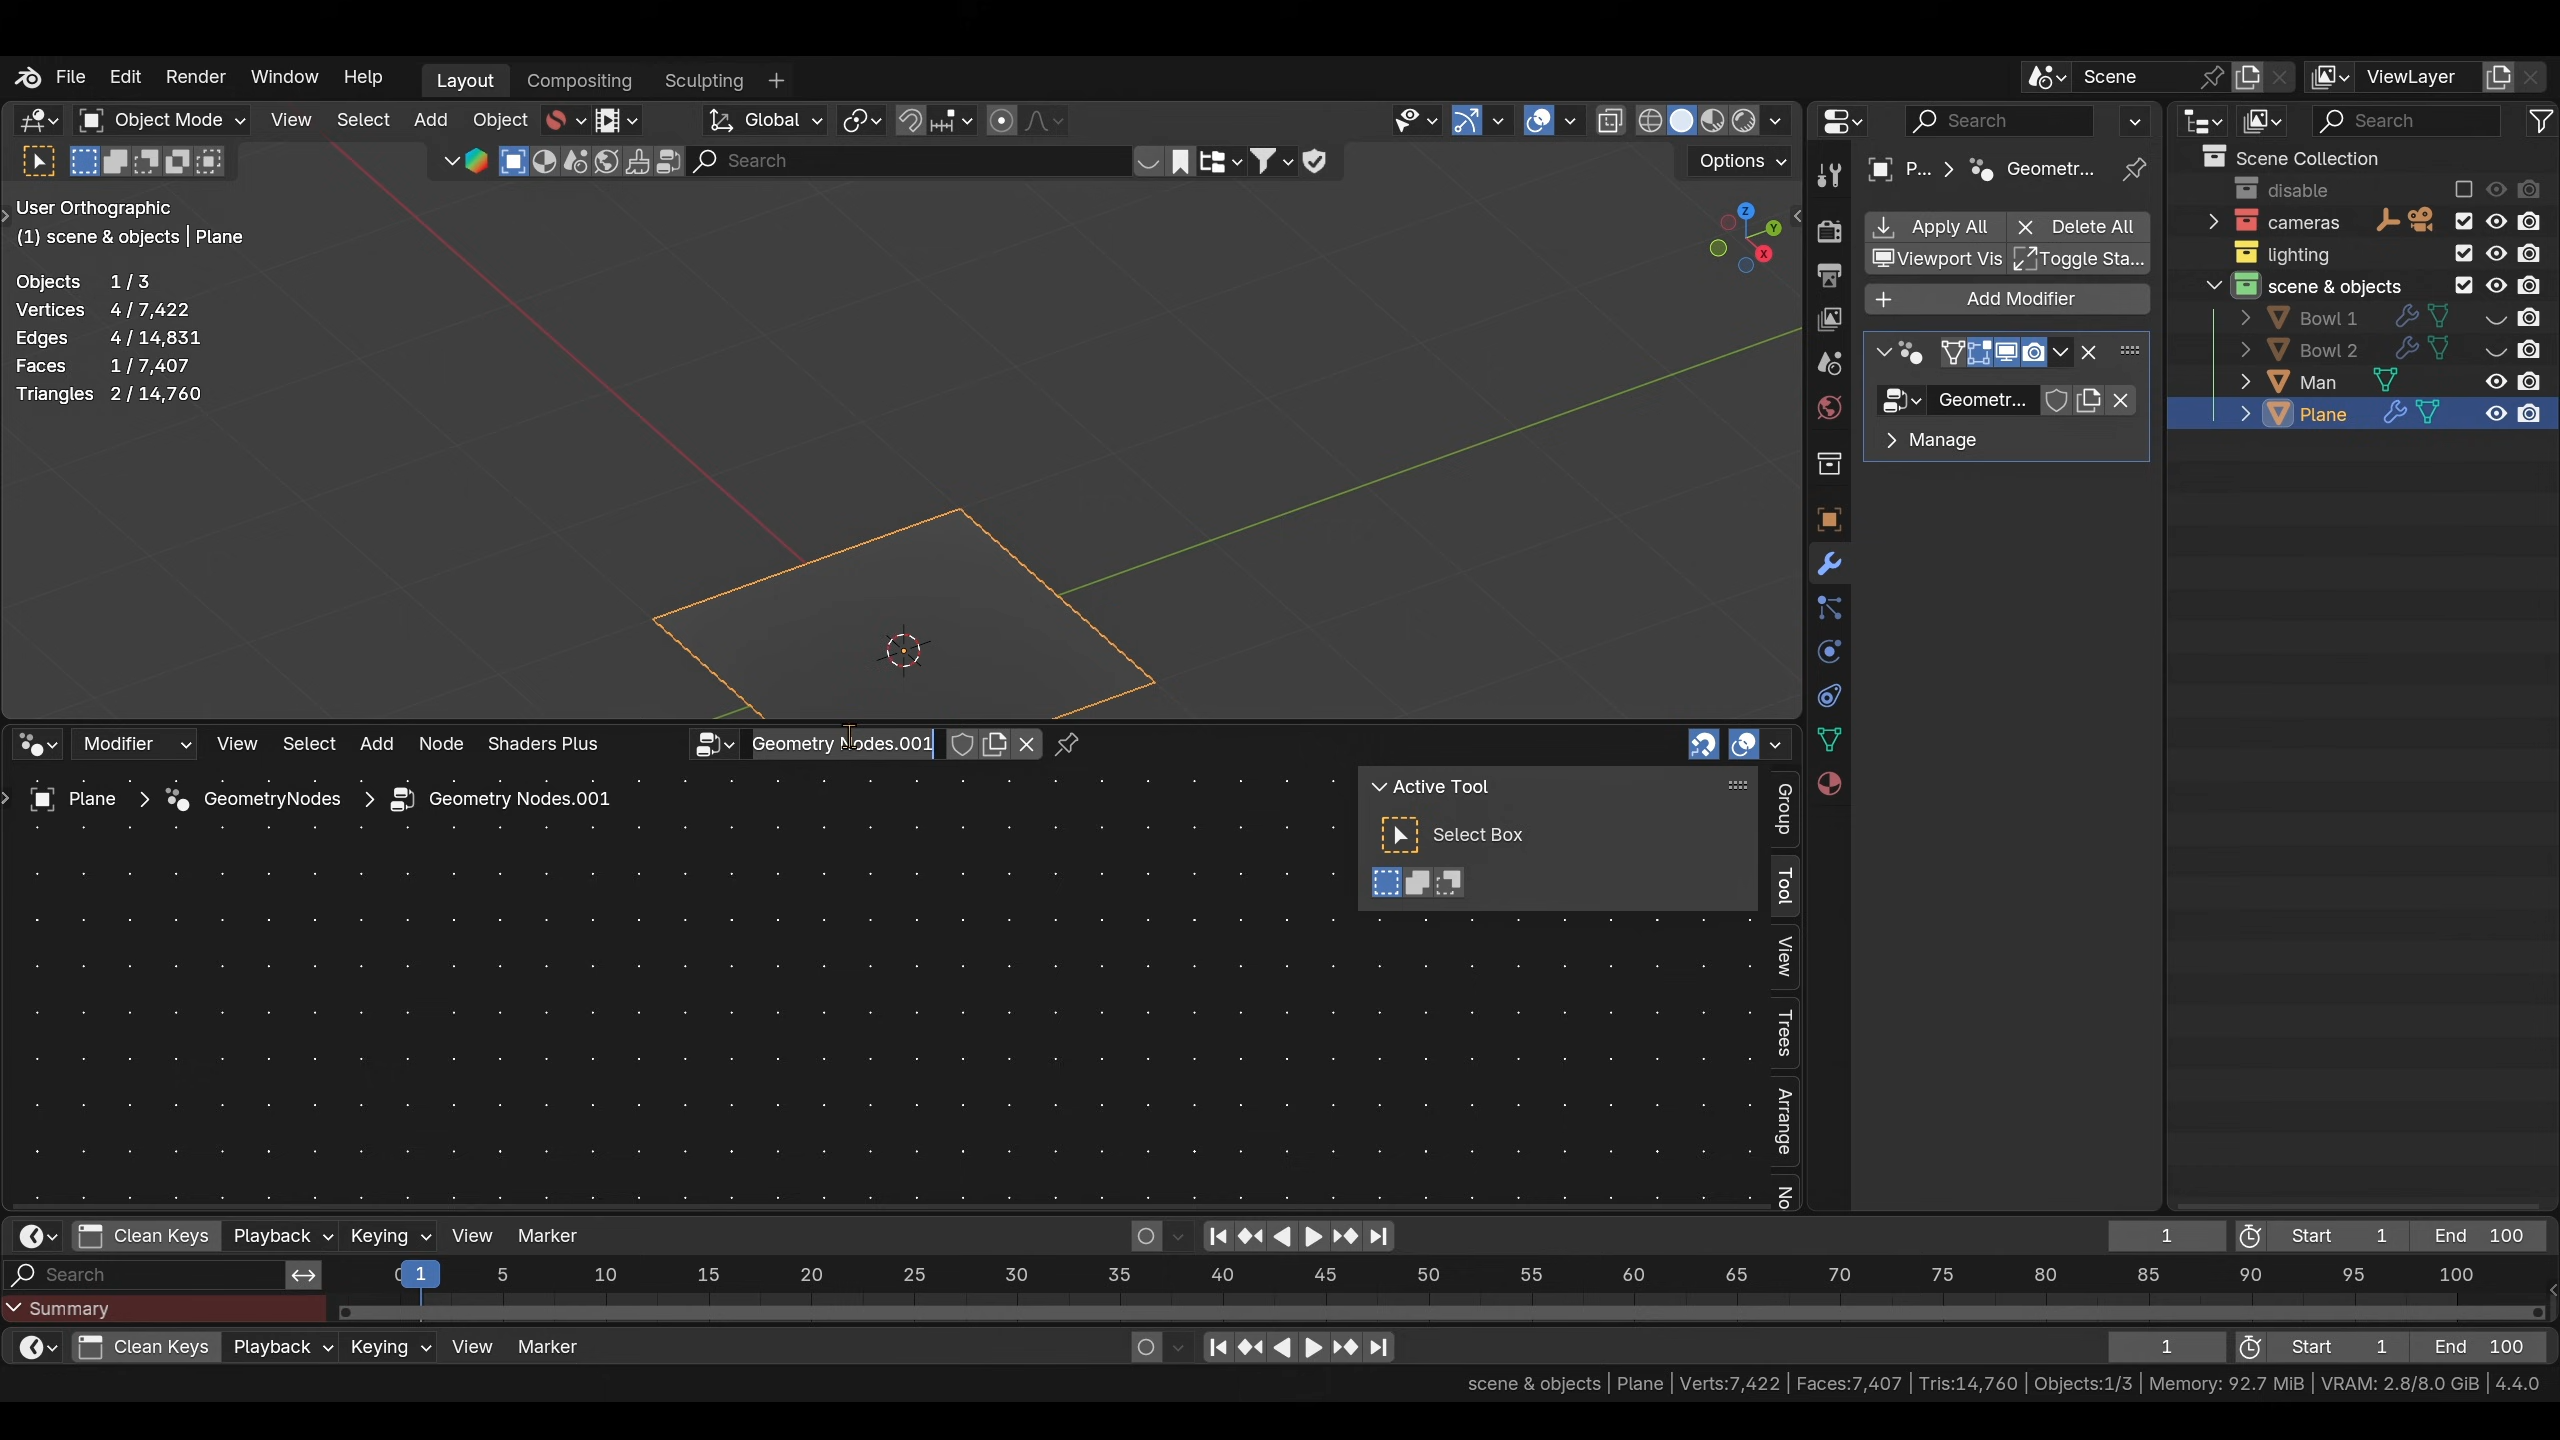 File Edit Render Window Help Layout Compositing Sculpting Scene ViewLayer
Object Mode View Select Add Object Global Search Search
Search Options
User Orthographic
(1) scene & objects | Plane
Objects 1 / 3
Vertices 4 / 7,422
Edges 4 / 14,831
Faces 1 / 7,407
Triangles 2 / 14,760
Z
Y
X
P... Geometr...
Apply All Delete All
Viewport Vis Toggle Sta...
Add Modifier
Geometr...
Manage
Scene Collection
disable
cameras
lighting
scene & objects
Bowl 1
Bowl 2
Man
Plane
Modifier View Select Add Node Shaders Plus Geometry Nodes.001
Plane GeometryNodes Geometry Nodes.001
Active Tool
Select Box
Group
Tool
View
Trees
Arrange
No
Clean Keys Playback Keying View Marker 1 Start 1 End 100
Search 0 1 5 10 15 20 25 30 35 40 45 50 55 60 65 70 75 80 85 90 95 100
Summary
Clean Keys Playback Keying View Marker 1 Start 1 End 100
scene & objects | Plane | Verts:7,422 | Faces:7,407 | Tris:14,760 | Objects:1/3 | Memory: 92.7 MiB | VRAM: 2.8/8.0 GiB | 4.4.0